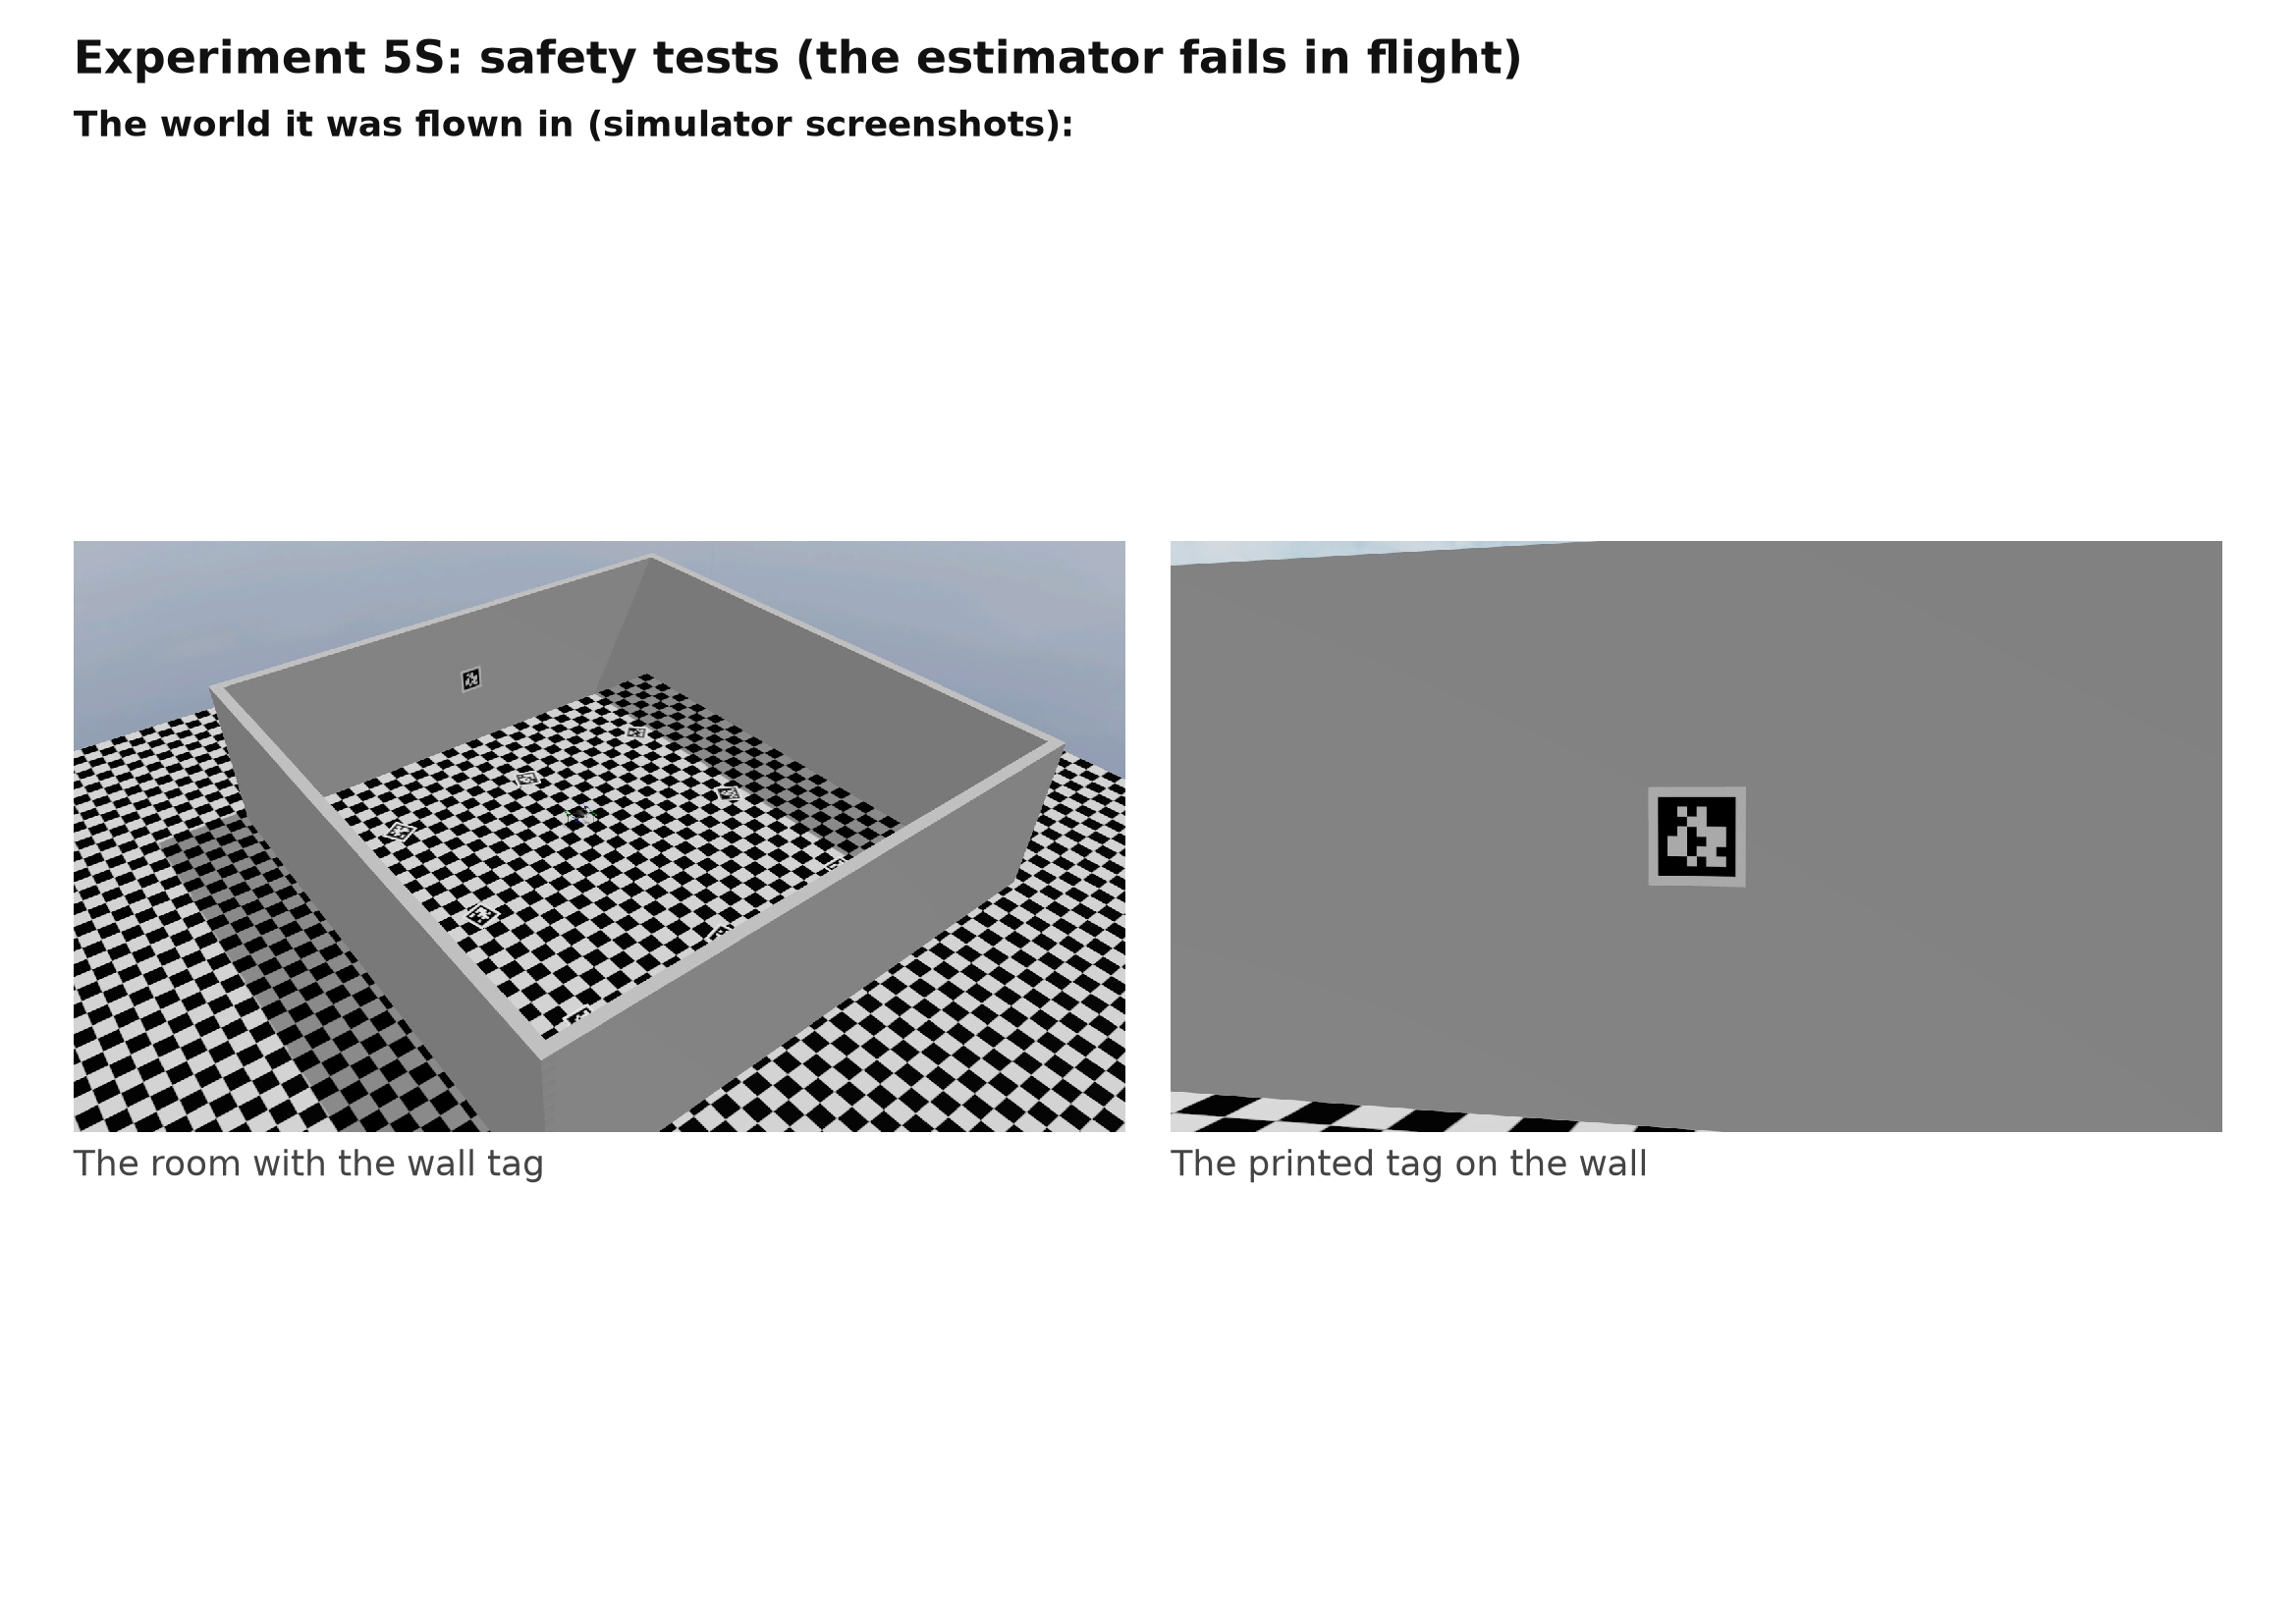 Experiment 5S: safety tests (the estimator fails in flight)
The world it was flown in (simulator screenshots):
The room with the wall tag
The printed tag on the wall